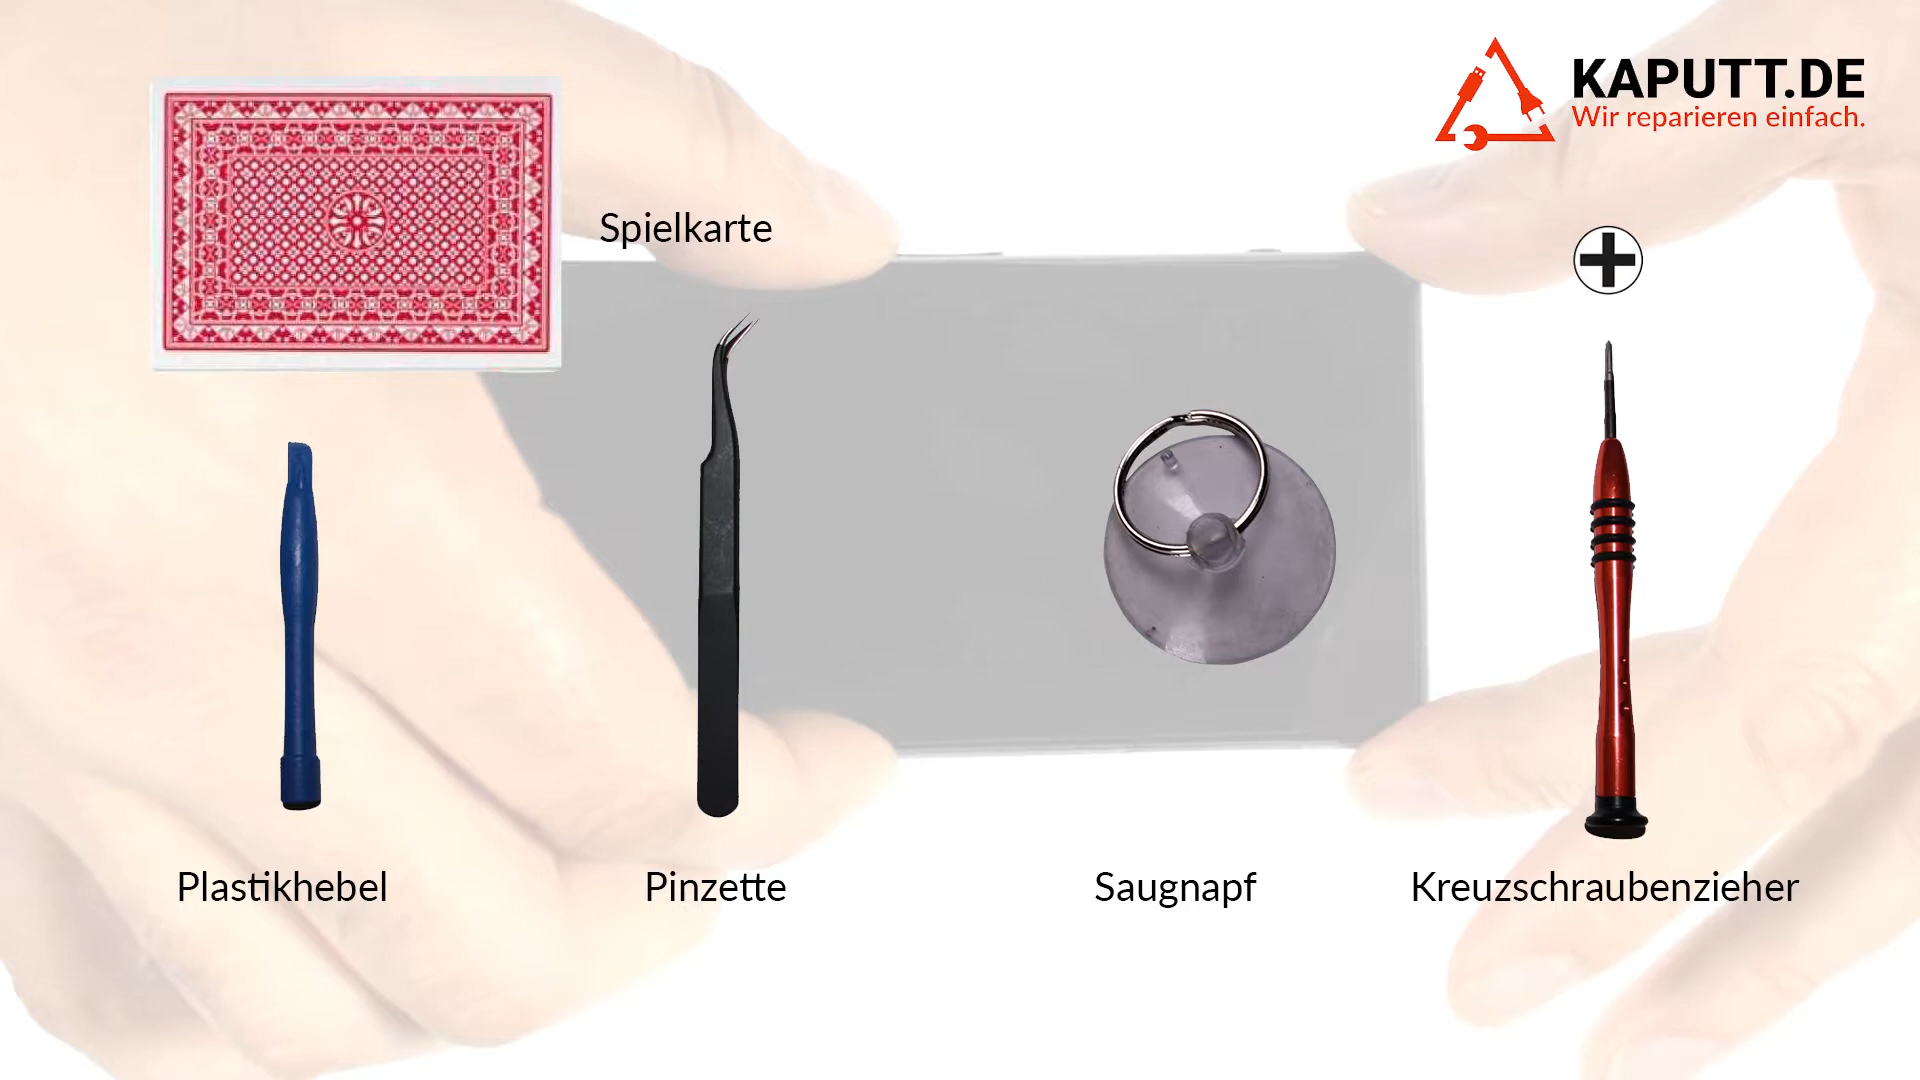 KAPUTT.DE
Wir reparieren einfach.
Spielkarte
Plastikhebel
Pinzette
Saugnapf
Kreuzschraubenzieher